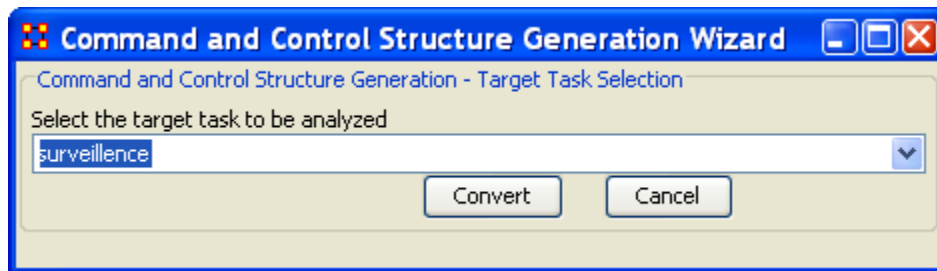 Command and Control Structure Generation Wizard
Command and Control Structure Generation - Target Task Selection
Select the target task to be analyzed
surveillence
Convert Cancel